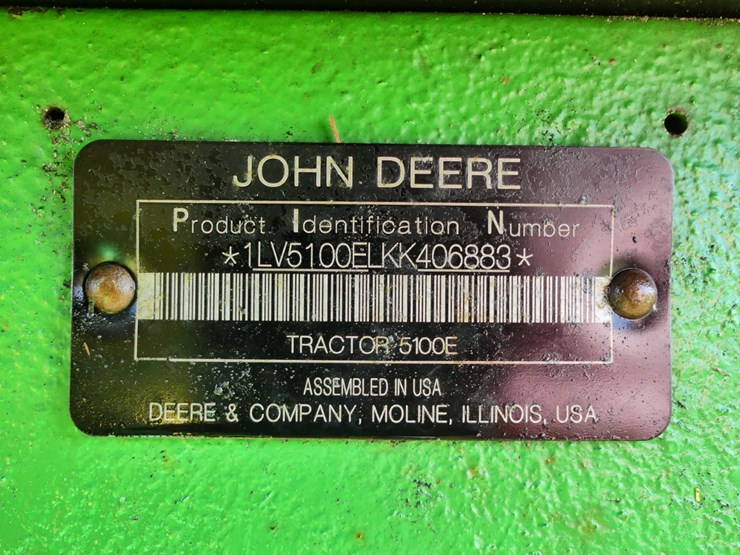 JOHN DEERE
Product Identification Number
*1LV5100ELKK406883*
TRACTOR 5100E
ASSEMBLED IN USA
DEERE & COMPANY, MOLINE, ILLINOIS, USA